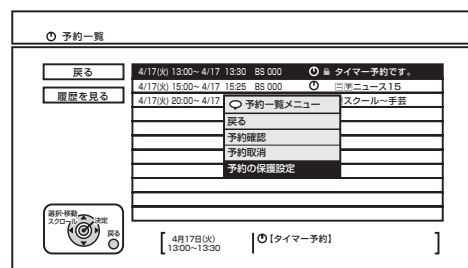 予約一覧
戻る
履歴を見る
4/17(火) 13:00~ 4/17 13:30 BS 000 タイマー予約です。
4/17(火) 15:00~ 4/17 15:25 BS 000 ニュース15
4/17(火) 20:00~ 4/17 スクール~手芸
予約一覧メニュー
戻る
予約確認
予約取消
予約の保護設定
選択・移動
スクロール
決定
戻る
4月17日(火)
13:00~13:30
【タイマー予約】